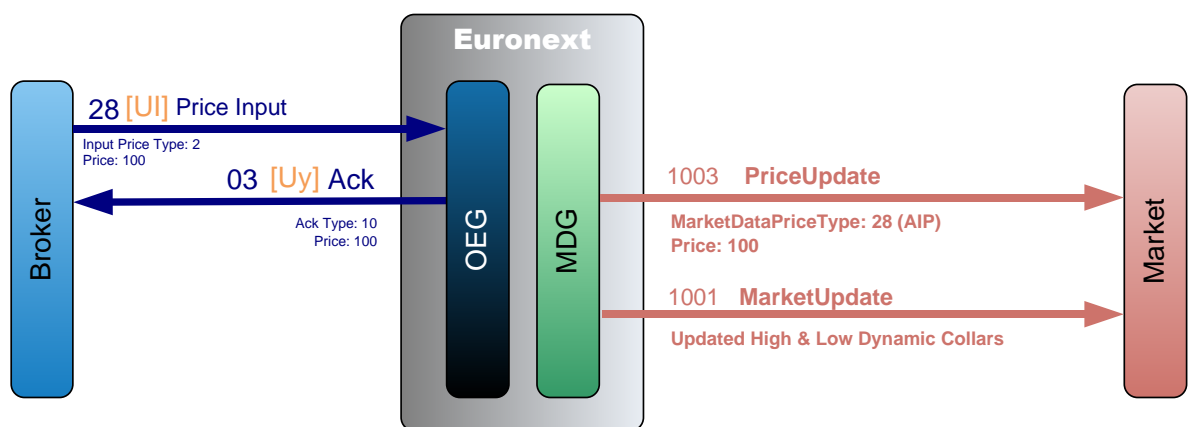 Euronext
28 [UI] Price Input
Input Price Type: 2
Price: 100
03 [Uy] Ack
Ack Type: 10
Price: 100
Broker
OEG
MDG
1003 PriceUpdate
MarketDataPriceType: 28 (AIP)
Price: 100
1001 MarketUpdate
Updated High & Low Dynamic Collars
Market